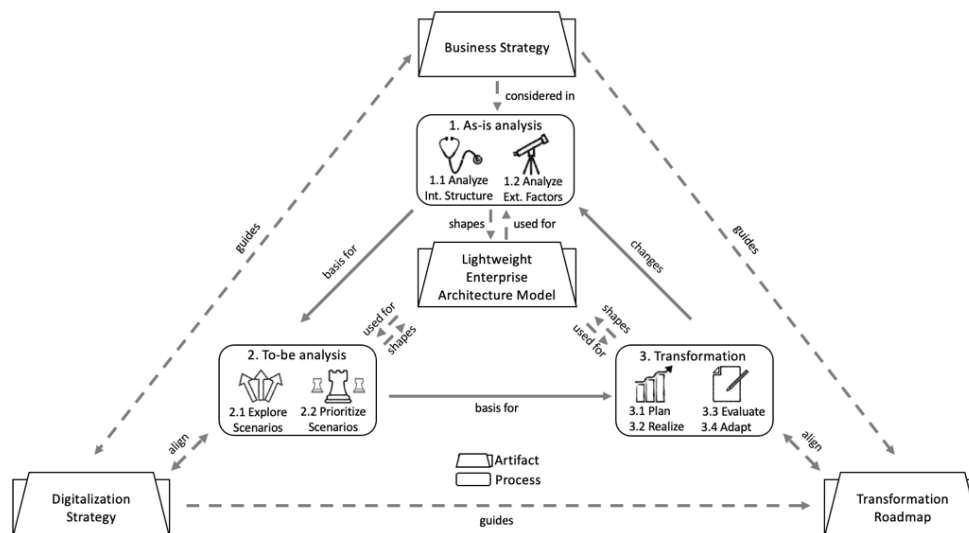 Business Strategy
considered in
1. As-is analysis
1.1 Analyze
Int. Structure
1.2 Analyze
Ext. Factors
shapes
used for
guides
basis for
changes
guides
Lightweight
Enterprise
Architecture Model
used for
shapes
shapes
used for
2. To-be analysis
2.1 Explore
Scenarios
2.2 Prioritize
Scenarios
basis for
3. Transformation
3.1 Plan
3.2 Realize
3.3 Evaluate
3.4 Adapt
align
align
Artifact
Process
Digitalization
Strategy
guides
Transformation
Roadmap